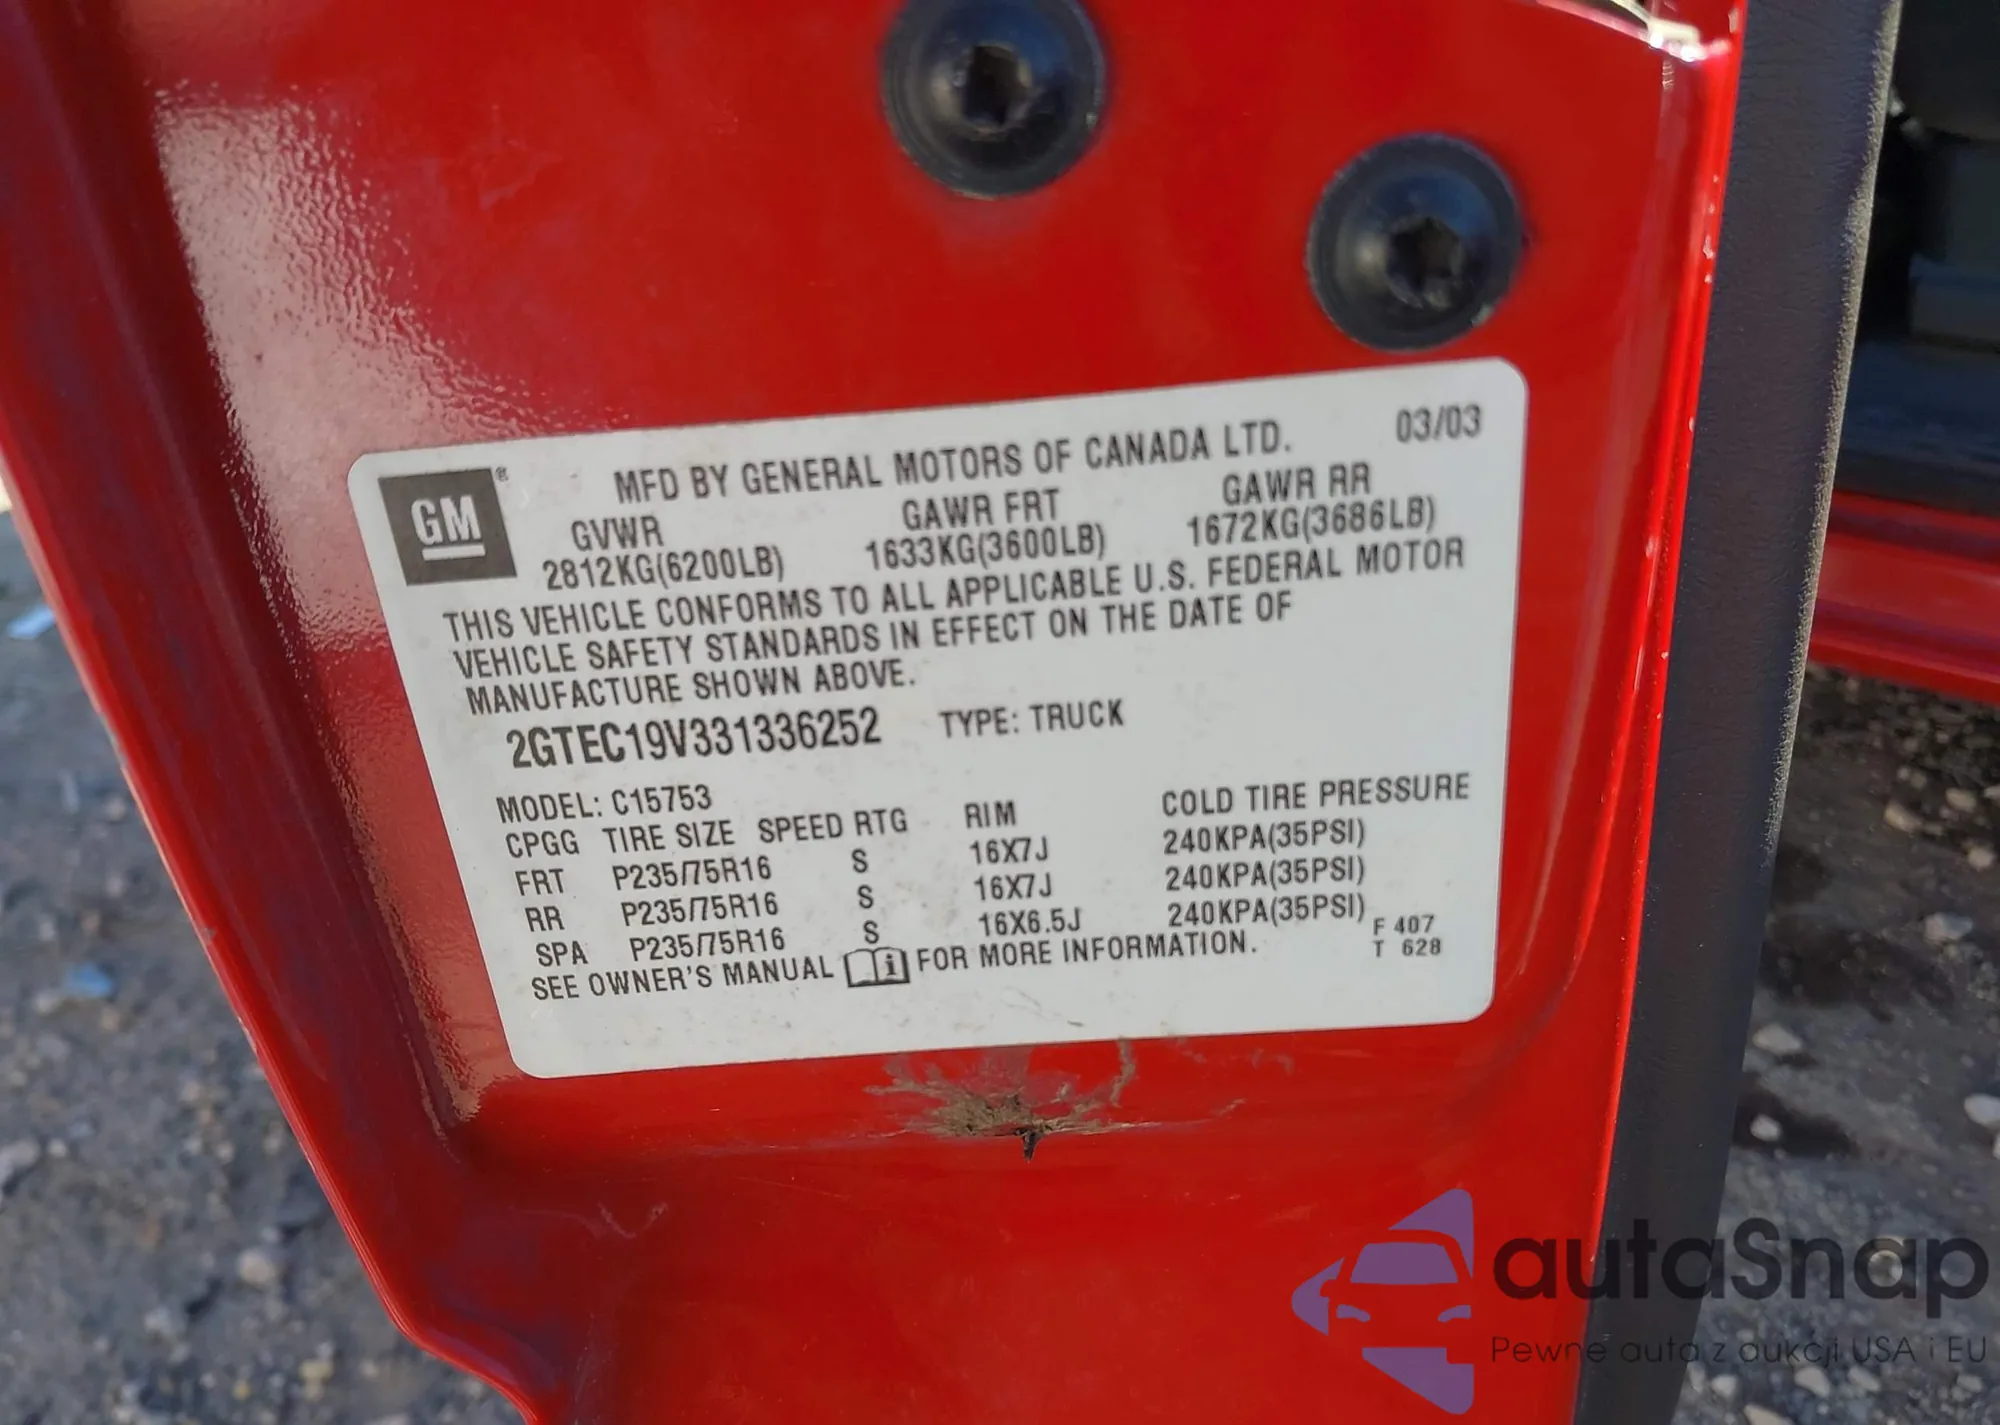 GM®
MFD BY GENERAL MOTORS OF CANADA LTD. 03/03
GVWR GAWR FRT GAWR RR
2812KG(6200LB) 1633KG(3600LB) 1672KG(3686LB)
THIS VEHICLE CONFORMS TO ALL APPLICABLE U.S. FEDERAL MOTOR
VEHICLE SAFETY STANDARDS IN EFFECT ON THE DATE OF
MANUFACTURE SHOWN ABOVE.
2GTEC19V331336252 TYPE: TRUCK
MODEL: C15753
CPGG TIRE SIZE SPEED RTG RIM COLD TIRE PRESSURE
FRT P235/75R16 S 16X7J 240KPA(35PSI)
RR P235/75R16 S 16X7J 240KPA(35PSI)
SPA P235/75R16 S 16X6.5J 240KPA(35PSI)
SEE OWNER'S MANUAL FOR MORE INFORMATION.
F 407
T 628
autaSnap
Pewne auta z aukcji USA i EU